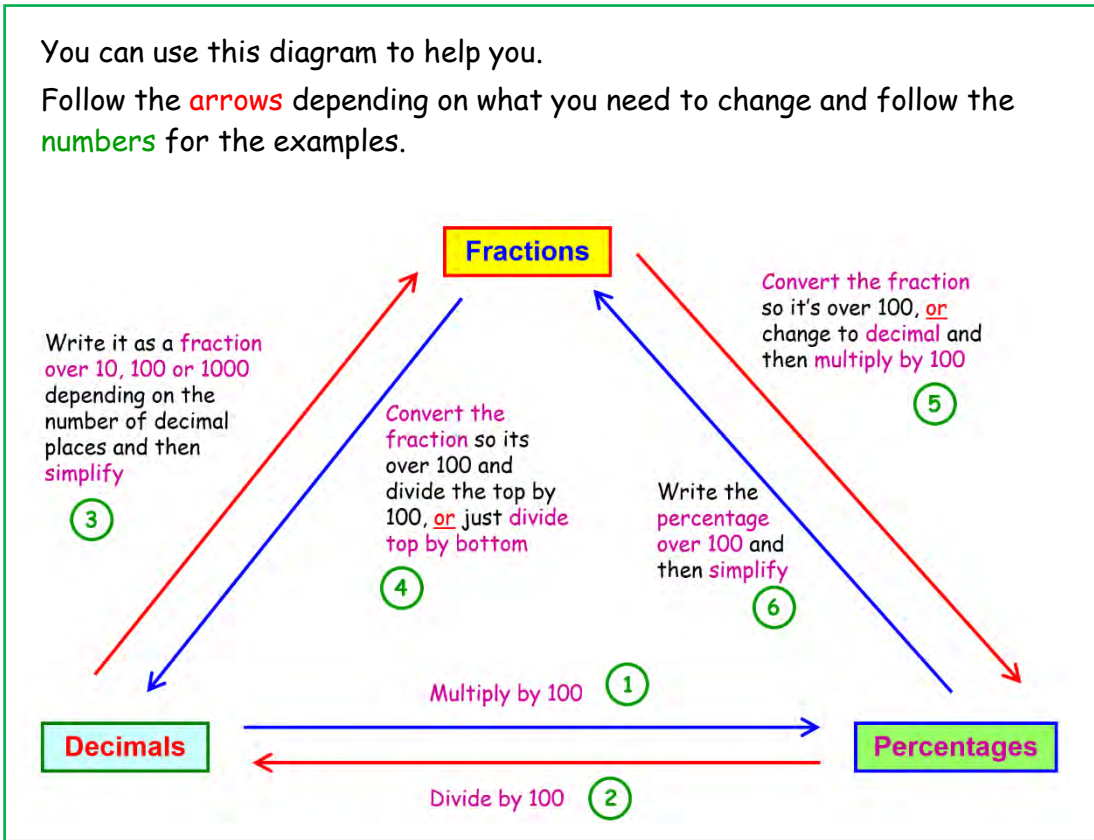 You can use this diagram to help you.
Follow the arrows depending on what you need to change and follow the
numbers for the examples.
Fractions
Convert the fraction
so it's over 100, or
change to decimal and
then multiply by 100
5
Write it as a fraction
over 10, 100 or 1000
depending on the
number of decimal
places and then
simplify
3
Convert the
fraction so its
over 100 and
divide the top by
100, or just divide
top by bottom
4
Write the
percentage
over 100 and
then simplify
6
Multiply by 100 1
Decimals
Percentages
Divide by 100 2